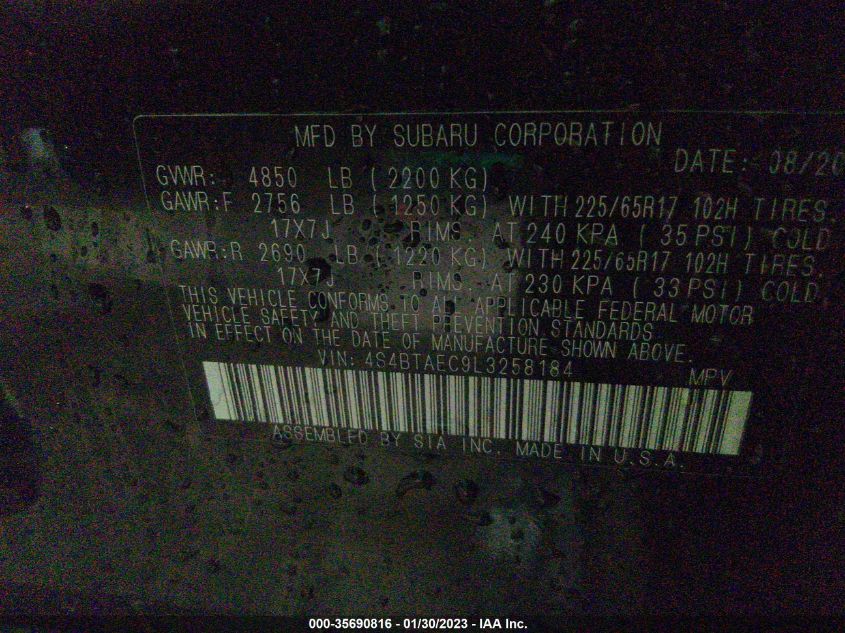 MFD BY SUBARU CORPORATION
DATE: 08/20
GVWR: 4850 LB ( 2200 KG)
GAWR:F 2756 LB ( 1250 KG) WITH 225/65R17 102H TIRES.
17X7J RIMS. AT 240 KPA ( 35 PSI) COLD
GAWR:R 2690 LB ( 1220 KG) WITH 225/65R17 102H TIRES.
17X7J RIMS. AT 230 KPA ( 33 PSI) COLD.
THIS VEHICLE CONFORMS TO ALL APPLICABLE FEDERAL MOTOR
VEHICLE SAFETY AND THEFT PREVENTION STANDARDS
IN EFFECT ON THE DATE OF MANUFACTURE SHOWN ABOVE.
VIN: 4S4BTAEC9L3258184 MPV
ASSEMBLED BY SIA INC. MADE IN U.S.A.
000-35690816 - 01/30/2023 - IAA Inc.